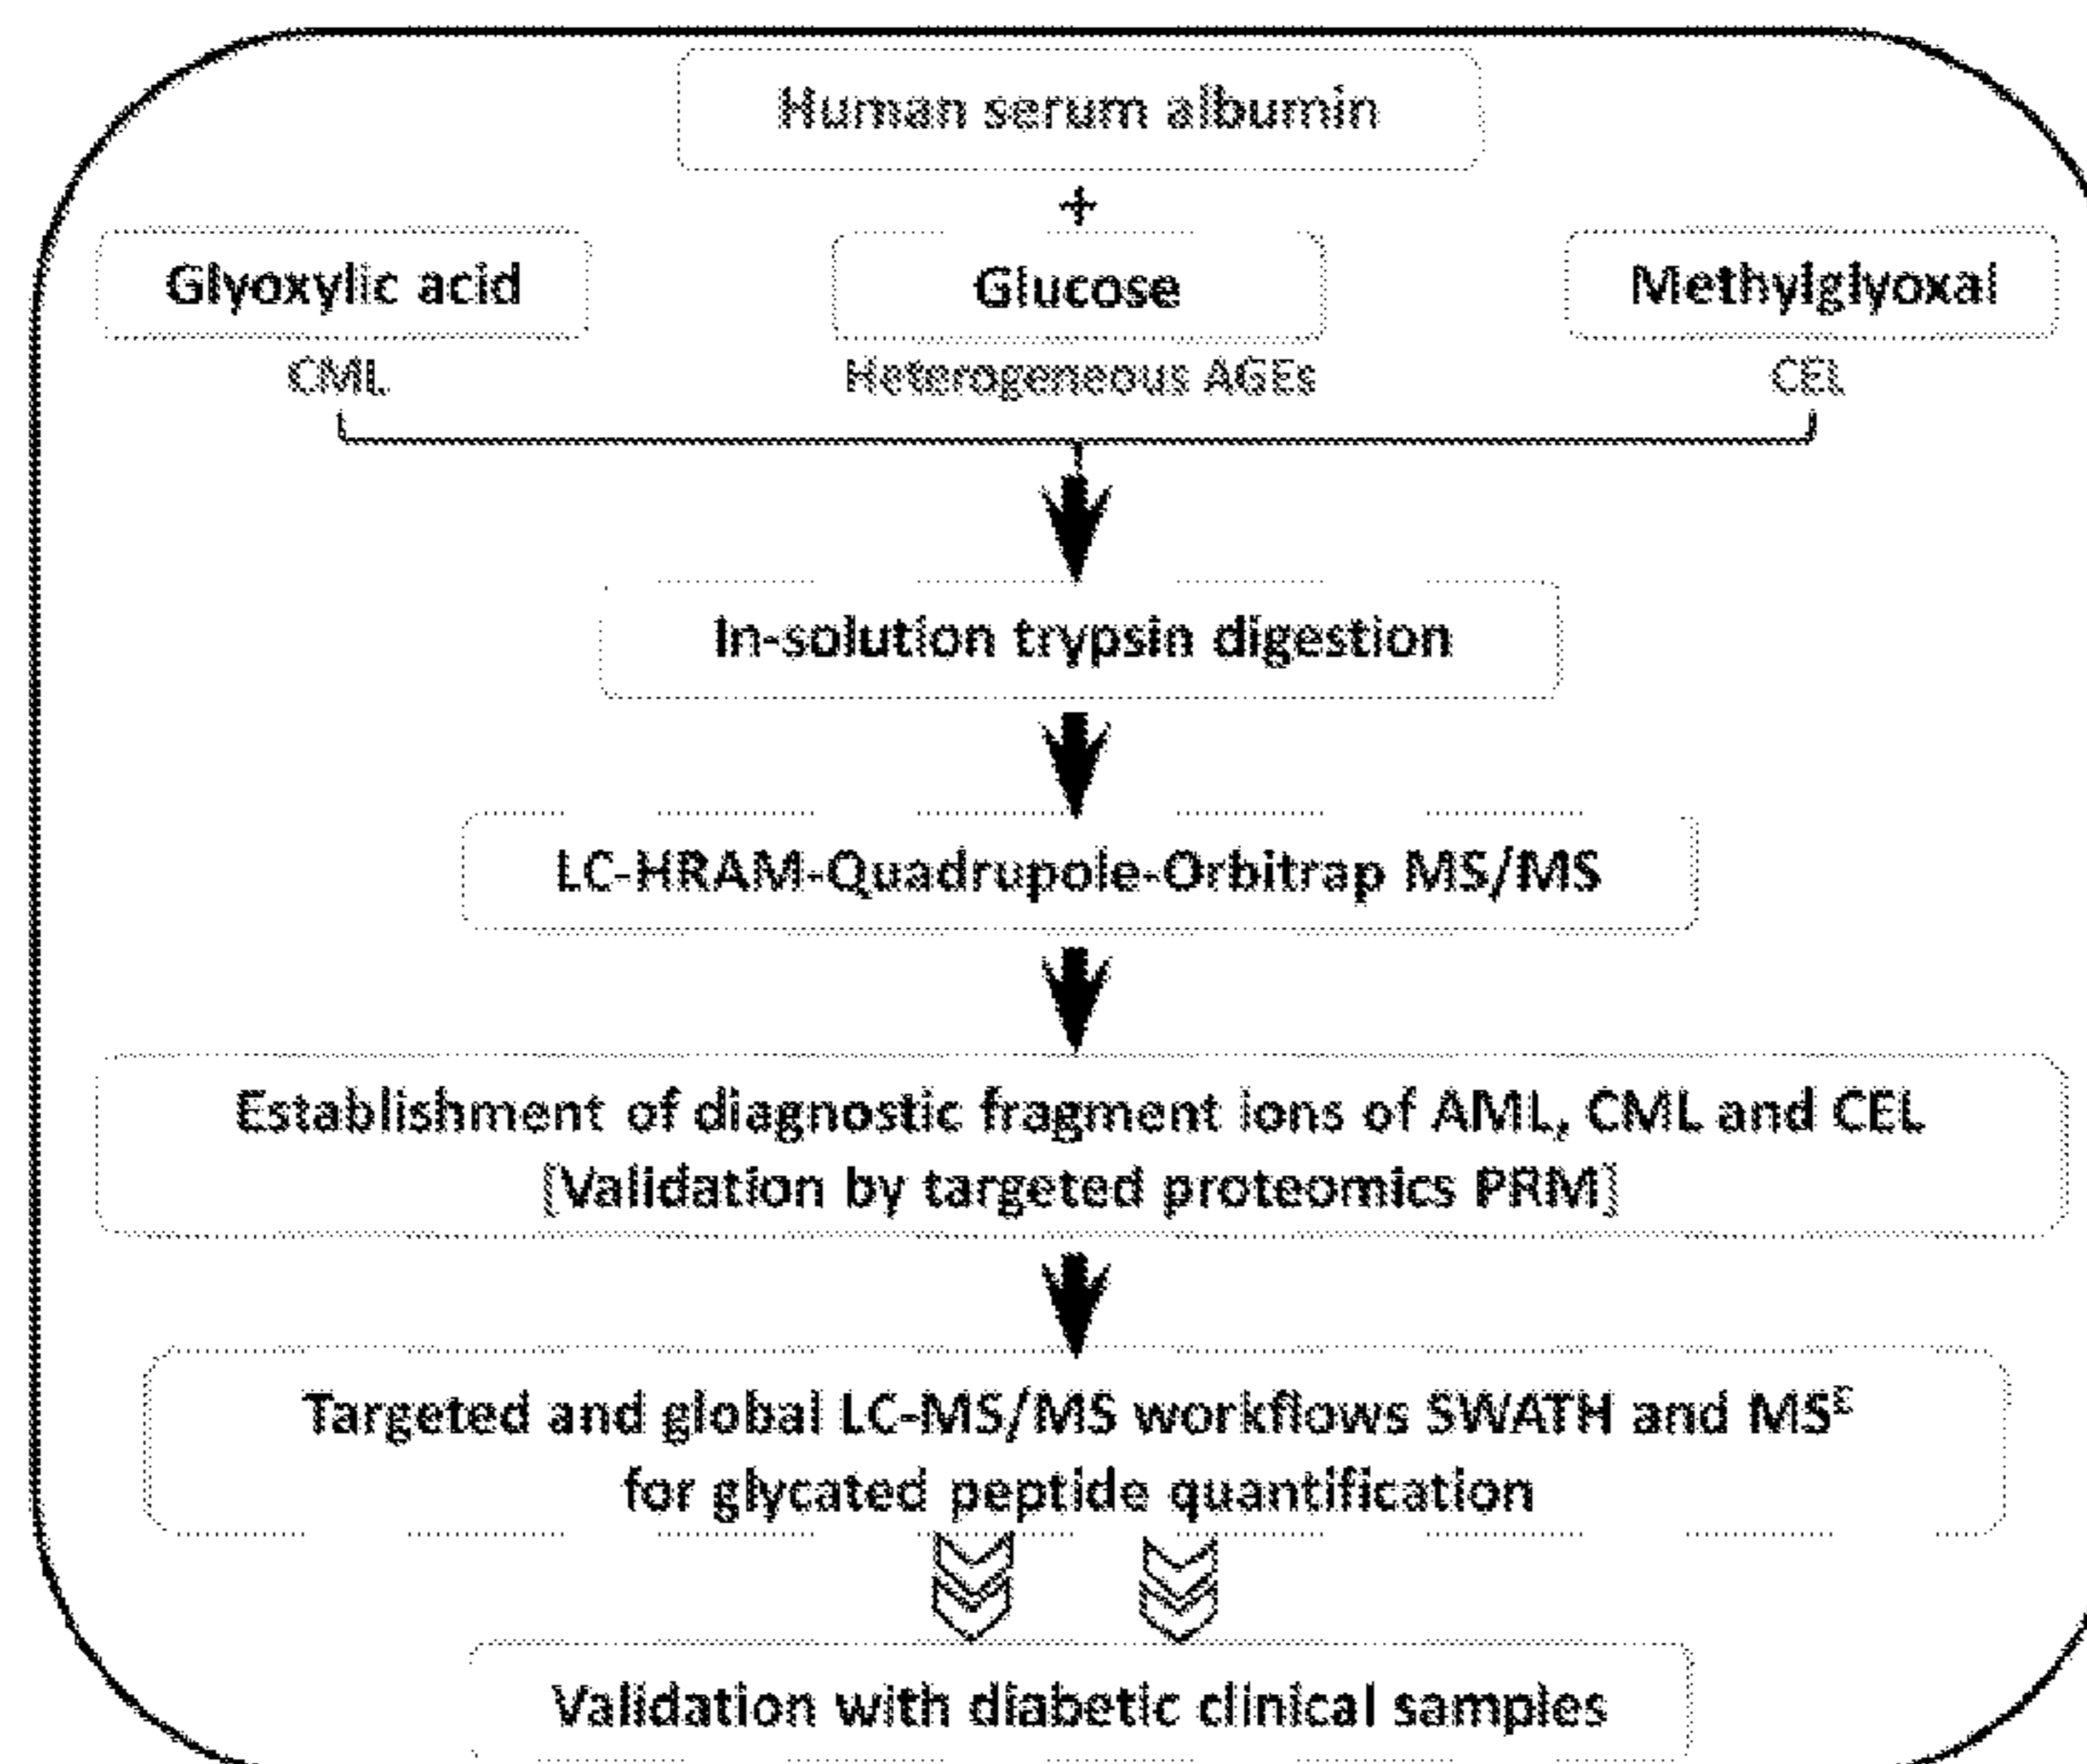 Human serum albumin
+
Glyoxylic acid
Glucose
Methylglyoxal
CML
Heterogeneous AGEs
CEL
In-solution trypsin digestion
LC-HRAM-Quadrupole-Orbitrap MS/MS
Establishment of diagnostic fragment ions of AML, CML and CEL
[Validation by targeted proteomics PRM]
Targeted and global LC-MS/MS workflows SWATH and MSᴱ
for glycated peptide quantification
Validation with diabetic clinical samples